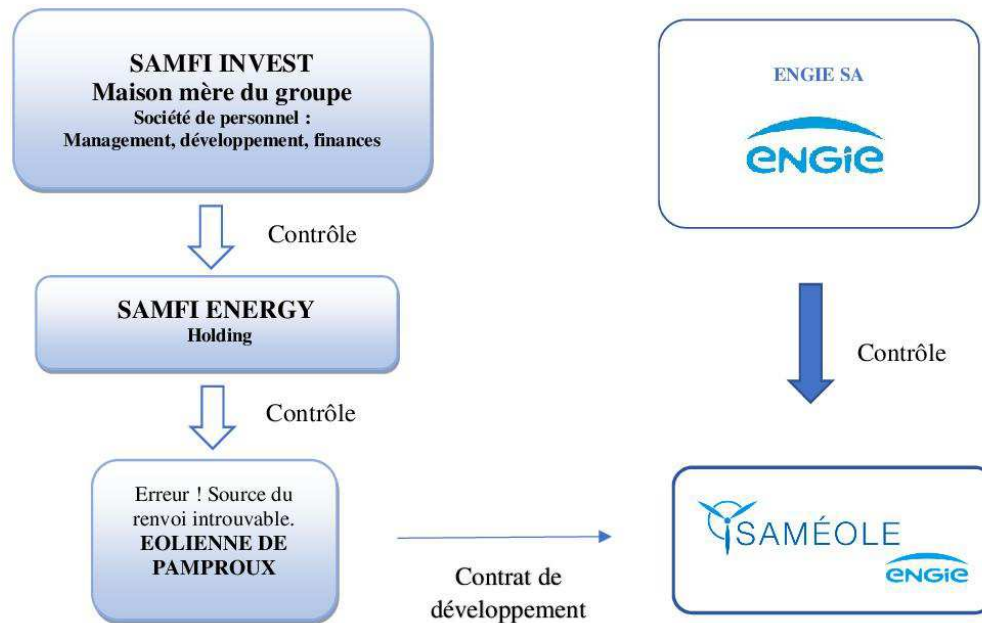 SAMFI INVEST
Maison mère du groupe
Société de personnel :
Management, développement, finances
Contrôle
SAMFI ENERGY
Holding
Contrôle
Erreur ! Source du
renvoi introuvable.
EOLIENNE DE
PAMPROUX
Contrat de
développement
ENGIE SA
ENGIE
Contrôle
SAMÉOLE
ENGIE